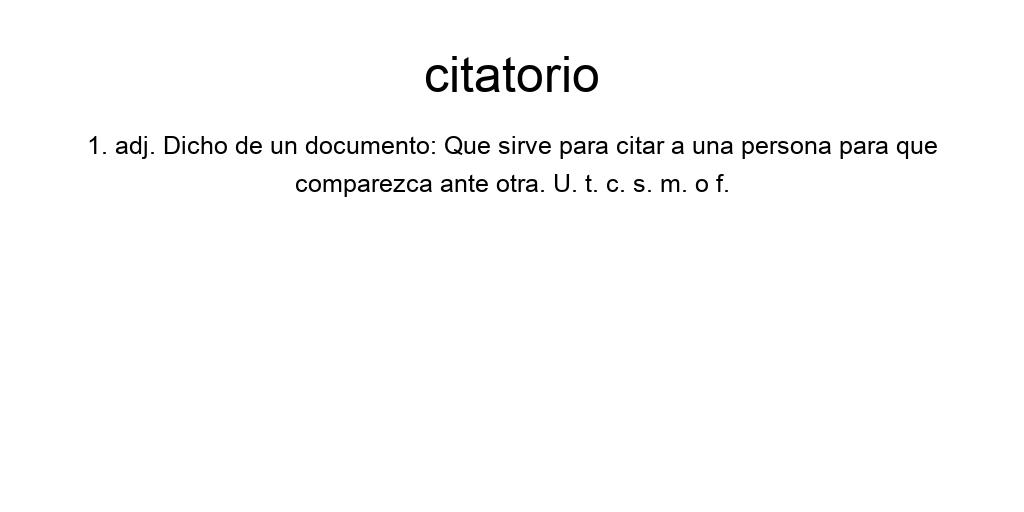 citatorio
1. adj. Dicho de un documento: Que sirve para citar a una persona para que
comparezca ante otra. U. t. c. s. m. o f.